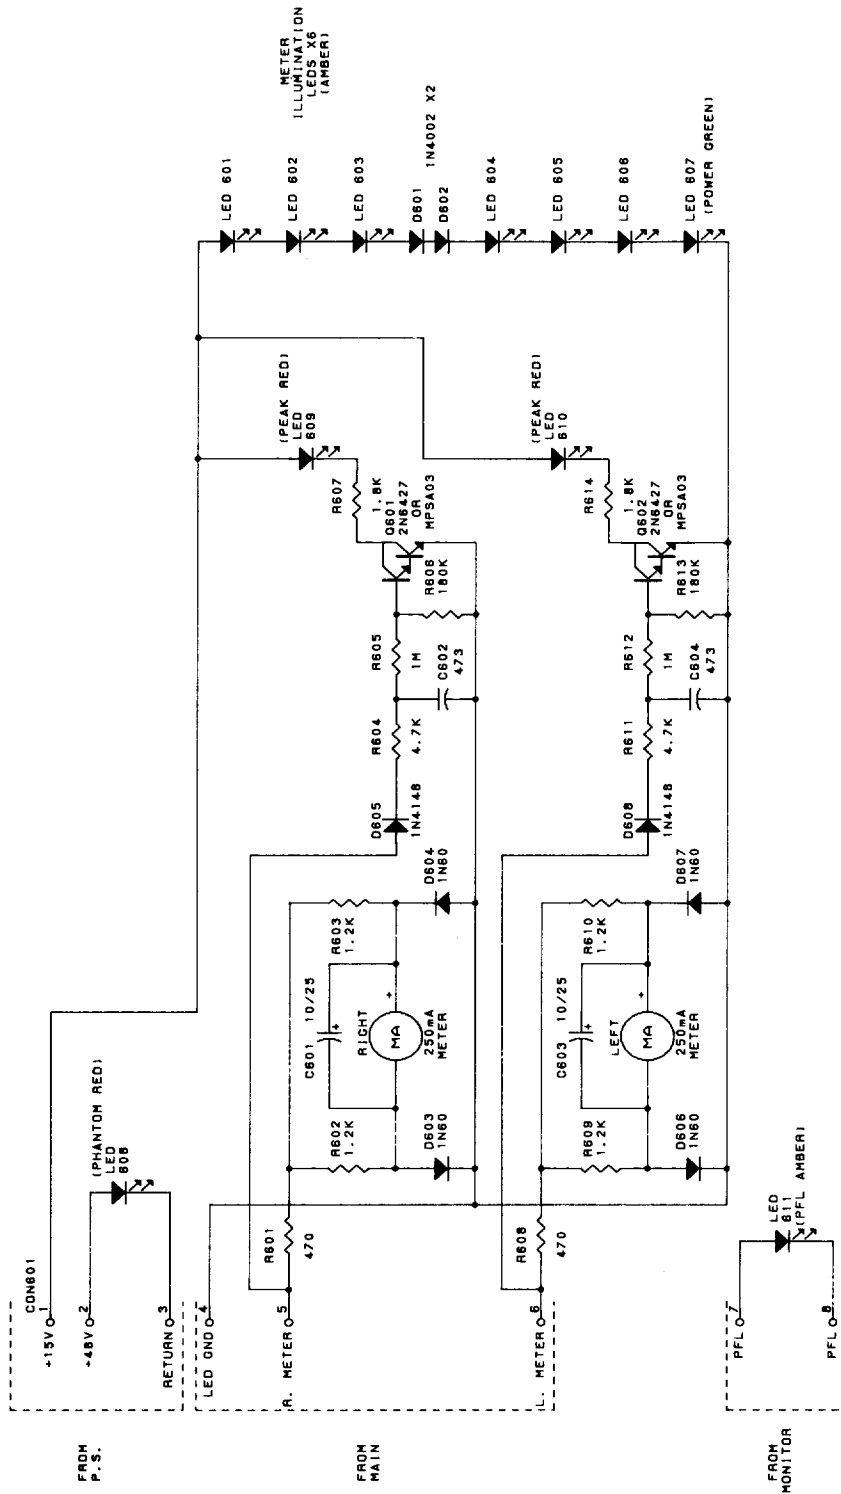 METER
ILLUMINATION
LEDS X6
(AMBER)
1N4002 X2
LED 601
LED 602
LED 603
D601
D602
LED 604
LED 605
LED 606
LED 607
(POWER GREEN)
(PEAK RED)
LED
609
R607
1.8K
Q601
2N6427
OR
MPSA03
R606
180K
R605
1M
C602
473
R604
4.7K
D605
1N4148
D604
1N60
R603
1.2K
C601
10/25
+
RIGHT
MA
+
250mA
METER
R602
1.2K
D603
1N60
R601
470
(PEAK RED)
LED
610
R614
1.8K
Q602
2N6427
OR
MPSA03
R613
180K
R612
1M
C604
473
R611
4.7K
D608
1N4148
D607
1N60
R610
1.2K
C603
10/25
+
LEFT
MA
+
250mA
METER
R609
1.2K
D606
1N60
R608
470
(PHANTOM RED)
LED
608
LED
611
(PFL AMBER)
CON601
+15V 1
+48V 2
RETURN 3
LED GND 4
R. METER 5
L. METER 6
PFL 7
PFL 8
FROM
P.S.
FROM
MAIN
FROM
MONITOR